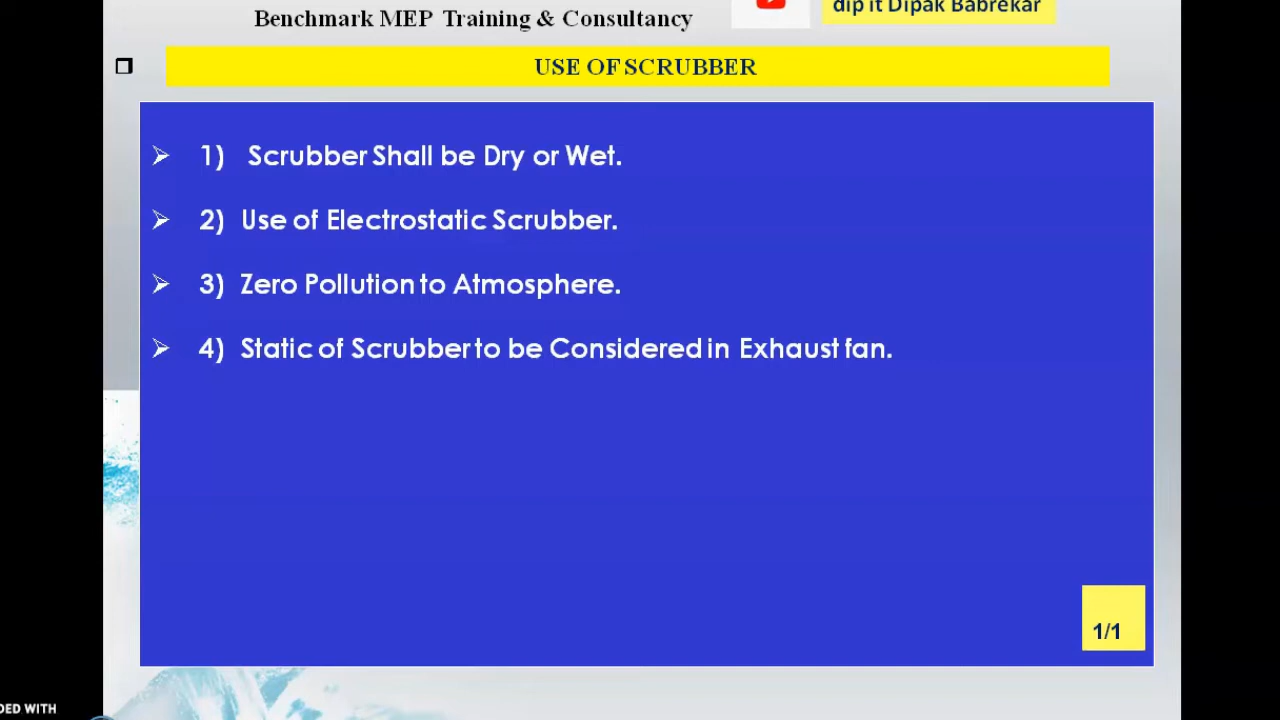 Benchmark MEP Training & Consultancy
dip it Dipak Babrekar
USE OF SCRUBBER
➢ 1) Scrubber Shall be Dry or Wet.
➢ 2) Use of Electrostatic Scrubber.
➢ 3) Zero Pollution to Atmosphere.
➢ 4) Static of Scrubber to be Considered in Exhaust fan.
1/1
WITH